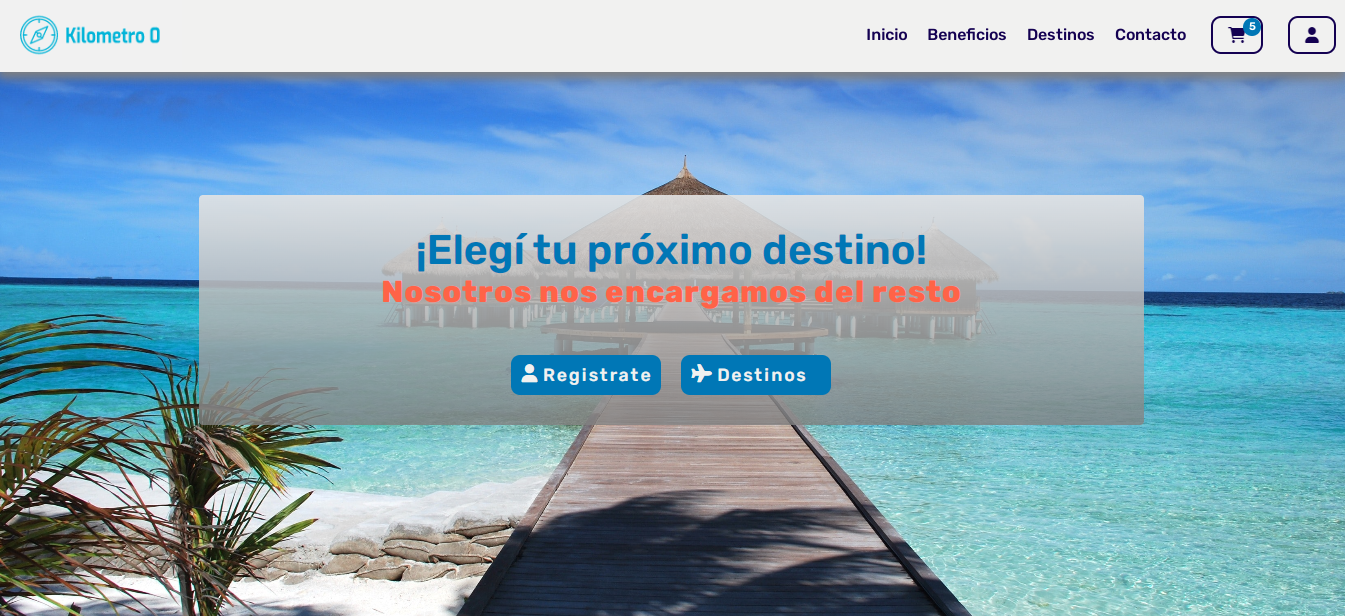 Kilometro 0
Inicio Beneficios Destinos Contacto 5
¡Elegí tu próximo destino!
Nosotros nos encargamos del resto
Registrate Destinos